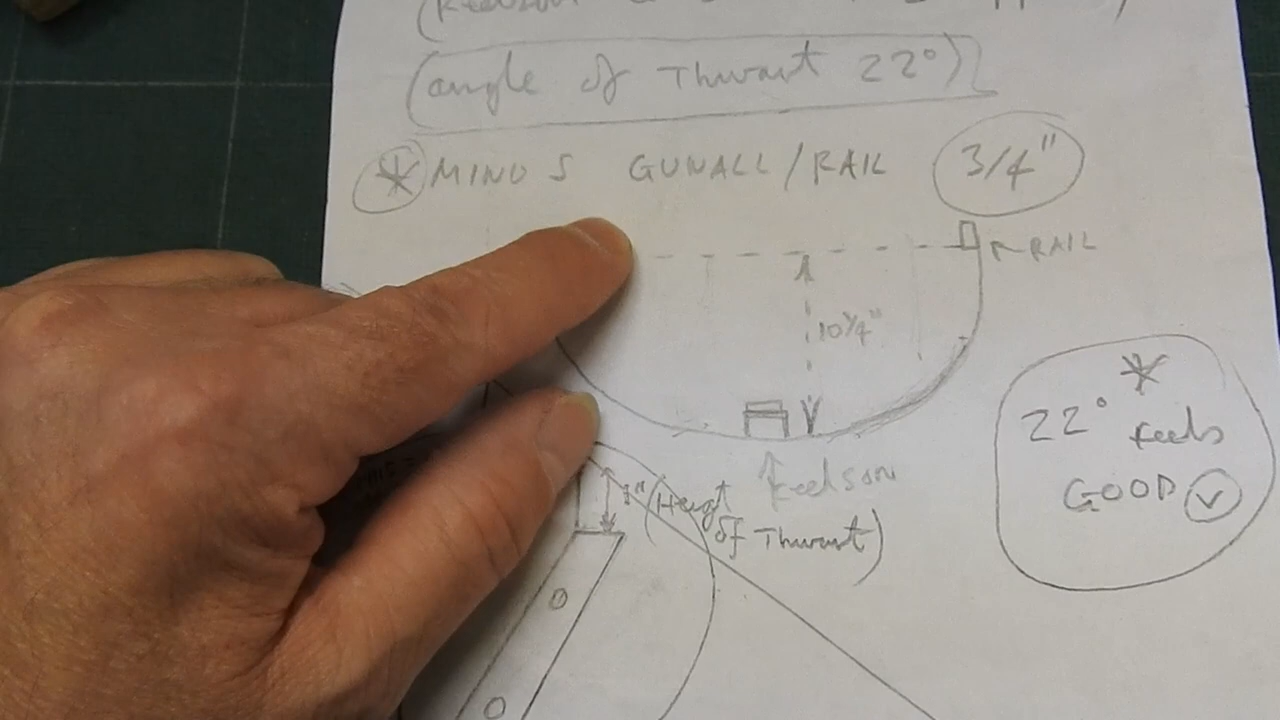 (angle of Thwart 22°)
* MINUS GUNALL/RAIL 3/4"
RAIL
10 1/4"
* 22° feels
GOOD
keelson
1" (Heigt
of Thwart)